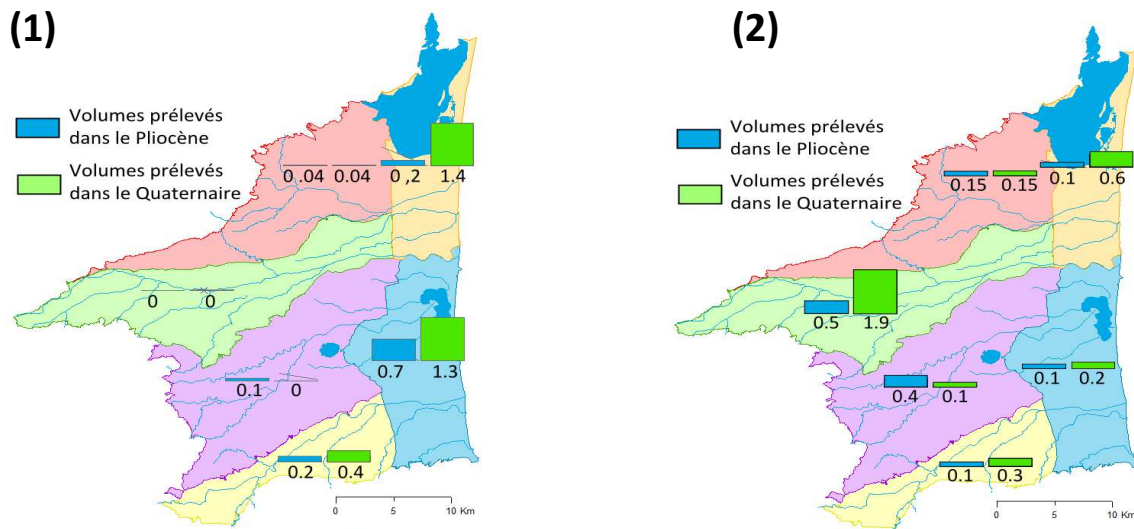 (1)
(2)
Volumes prélevés
dans le Pliocène
Volumes prélevés
dans le Quaternaire
0 .04 0.04 0 ,2 1.4
0 0
0.7 1.3
0.1 0
0.2 0.4
0 5 10 Km
Volumes prélevés
dans le Pliocène
Volumes prélevés
dans le Quaternaire
0.15 0.15 0.1 0.6
0.5 1.9
0.1 0.2
0.4 0.1
0.1 0.3
0 5 10 Km